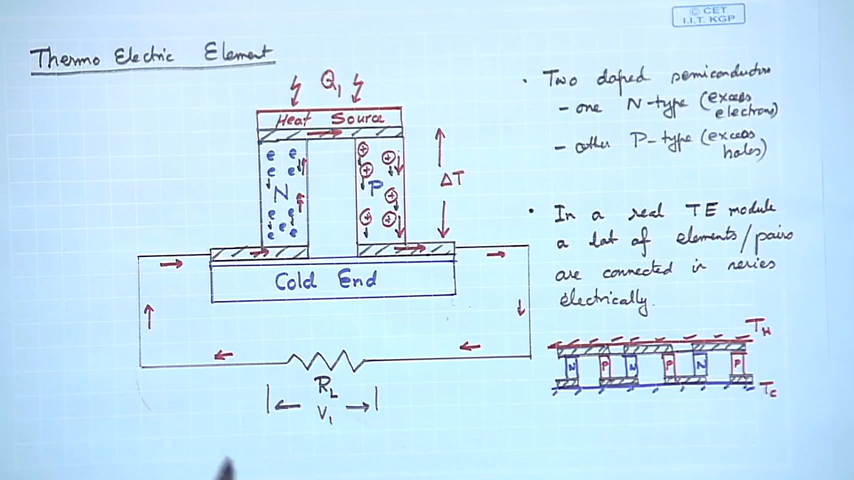 © CET
I.I.T. KGP
Thermo Electric Element
Q1
Heat Source
e e
e e
N
e e
e e
e
P
ΔT
Cold End
RL
V1
· Two doped semiconductors
- one N-type (excess
electrons)
- other P-type (excess
holes)
· In a real TE module
a lot of elements/pairs
are connected in series
electrically.
TH
N P N P N P
Tc